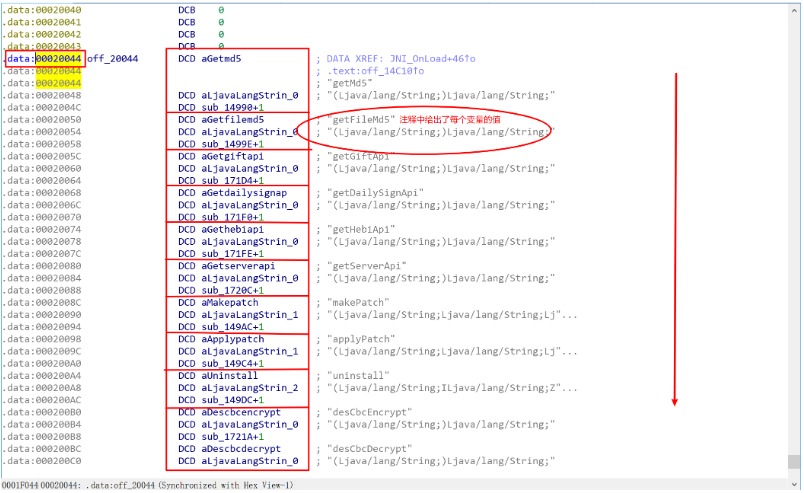 .data:00020040 DCB 0
.data:00020041 DCB 0
.data:00020042 DCB 0
.data:00020043 DCB 0
.data:00020044 off_20044 DCD aGetmd5 ; DATA XREF: JNI_OnLoad+46↑o
.data:00020044 ; .text:off_14C10↑o
.data:00020044 ; "getMd5"
.data:00020048 DCD aLjavaLangStrin_0 ; "(Ljava/lang/String;)Ljava/lang/String;"
.data:0002004C DCD sub_14990+1
.data:00020050 DCD aGetfilemd5 ; "getFileMd5" 注释中给出了每个变量的值
.data:00020054 DCD aLjavaLangStrin_0 ; "(Ljava/lang/String;)Ljava/lang/String;"
.data:00020058 DCD sub_1499E+1
.data:0002005C DCD aGetgiftapi ; "getGiftApi"
.data:00020060 DCD aLjavaLangStrin_0 ; "(Ljava/lang/String;)Ljava/lang/String;"
.data:00020064 DCD sub_171D4+1
.data:00020068 DCD aGetdailysignap ; "getDailySignApi"
.data:0002006C DCD aLjavaLangStrin_0 ; "(Ljava/lang/String;)Ljava/lang/String;"
.data:00020070 DCD sub_171F0+1
.data:00020074 DCD aGethebiapi ; "getHebiApi"
.data:00020078 DCD aLjavaLangStrin_0 ; "(Ljava/lang/String;)Ljava/lang/String;"
.data:0002007C DCD sub_171FE+1
.data:00020080 DCD aGetserverapi ; "getServerApi"
.data:00020084 DCD aLjavaLangStrin_0 ; "(Ljava/lang/String;)Ljava/lang/String;"
.data:00020088 DCD sub_1720C+1
.data:0002008C DCD aMakepatch ; "makePatch"
.data:00020090 DCD aLjavaLangStrin_1 ; "(Ljava/lang/String;Ljava/lang/String;Lj"...
.data:00020094 DCD sub_149AC+1
.data:00020098 DCD aApplypatch ; "applyPatch"
.data:0002009C DCD aLjavaLangStrin_1 ; "(Ljava/lang/String;Ljava/lang/String;Lj"...
.data:000200A0 DCD sub_149C4+1
.data:000200A4 DCD aUninstall ; "uninstall"
.data:000200A8 DCD aLjavaLangStrin_2 ; "(Ljava/lang/String;ILjava/lang/String;Z"...
.data:000200AC DCD sub_149DC+1
.data:000200B0 DCD aDescbcencrypt ; "desCbcEncrypt"
.data:000200B4 DCD aLjavaLangStrin_0 ; "(Ljava/lang/String;)Ljava/lang/String;"
.data:000200B8 DCD sub_1721A+1
.data:000200BC DCD aDescbcdecrypt ; "desCbcDecrypt"
.data:000200C0 DCD aLjavaLangStrin_0 ; "(Ljava/lang/String;)Ljava/lang/String;"
0001F044 00020044: .data:off_20044 (Synchronized with Hex View-1)